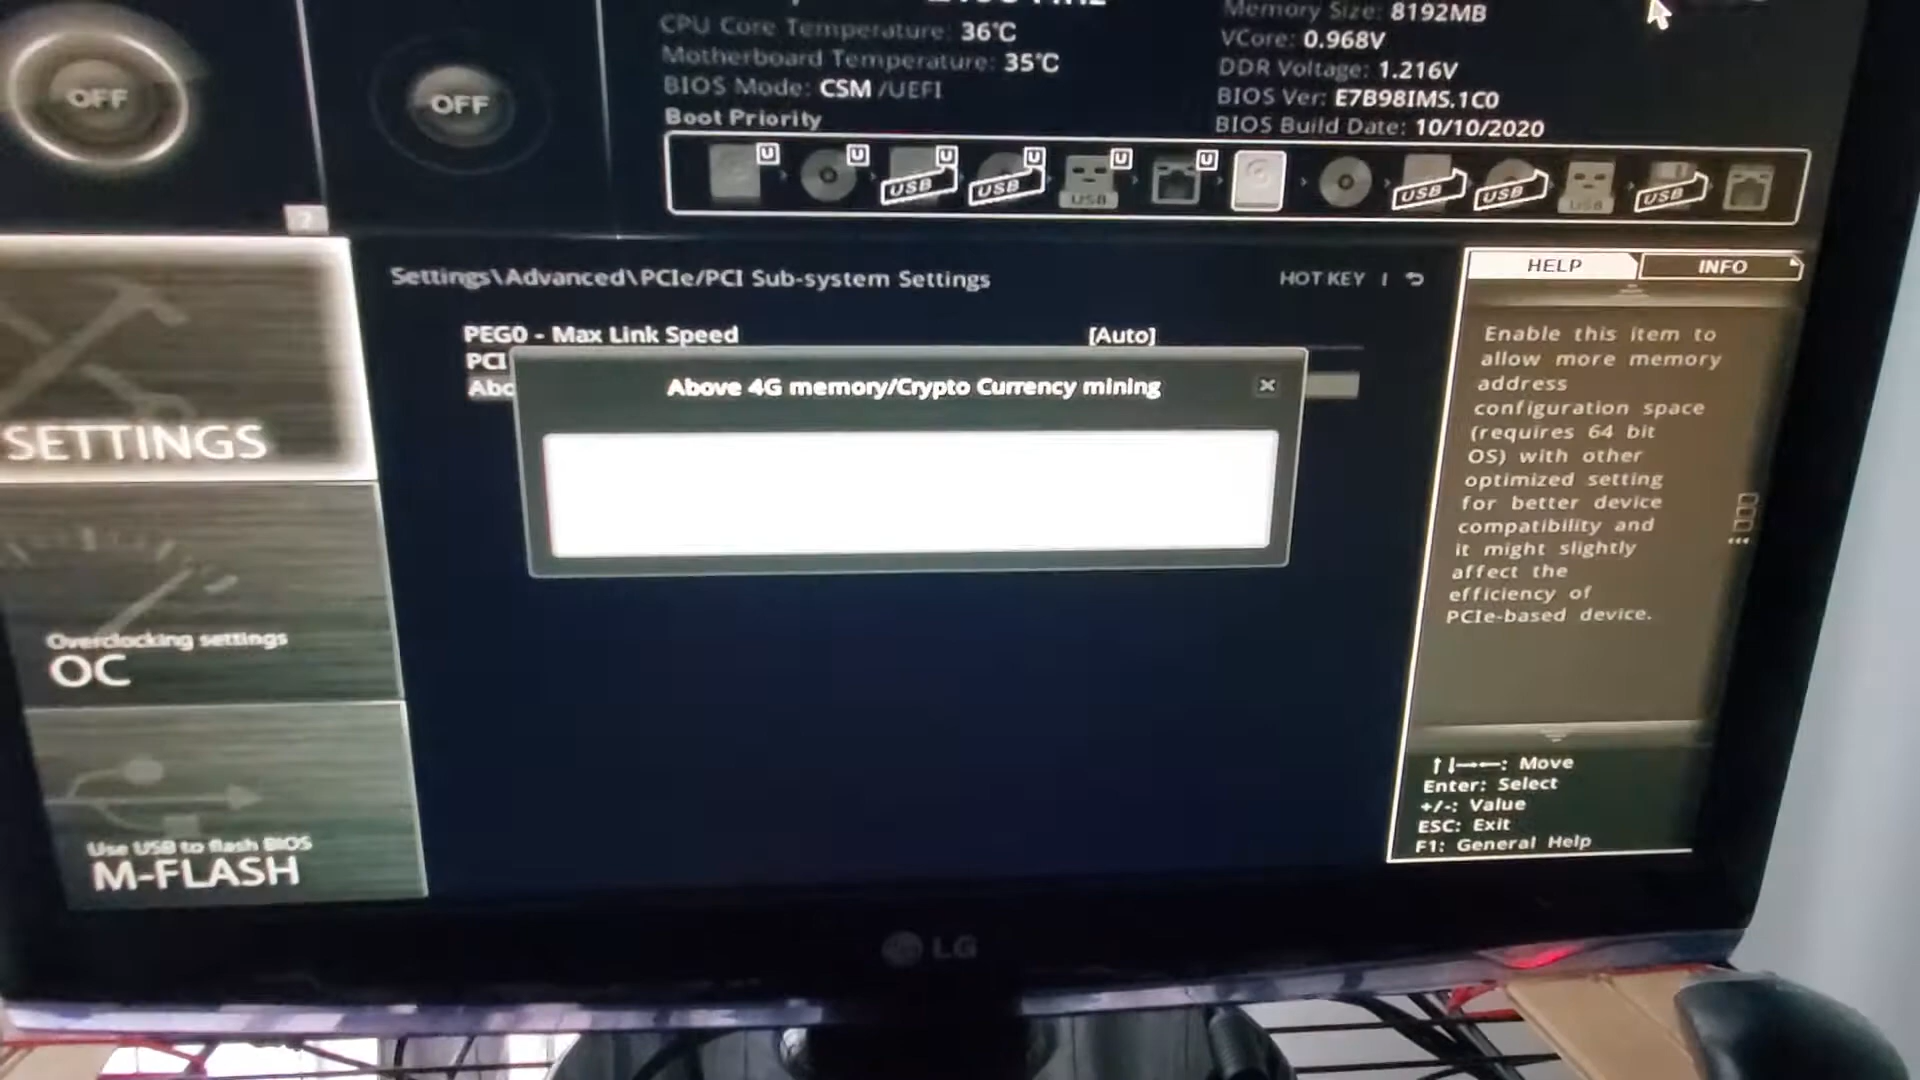 CPU Core Temperature: 36°C
Motherboard Temperature: 35°C
BIOS Mode: CSM /UEFI
Boot Priority
Memory Size: 8192MB
VCore: 0.968V
DDR Voltage: 1.216V
BIOS Ver: E7B98IMS.1C0
BIOS Build Date: 10/10/2020
OFF
OFF
?
U U U U U U
USB USB USB USB USB USB USB
Settings\Advanced\PCIe/PCI Sub-system Settings
HOT KEY
HELP
INFO
PEG0 - Max Link Speed [Auto]
PCI
Abo
Above 4G memory/Crypto Currency mining
SETTINGS
Overclocking settings
OC
Use USB to flash BIOS
M-FLASH
Enable this item to
allow more memory
address
configuration space
(requires 64 bit
OS) with other
optimized setting
for better device
compatibility and
it might slightly
affect the
efficiency of
PCIe-based device.
↑↓→←: Move
Enter: Select
+/-: Value
ESC: Exit
F1: General Help
LG